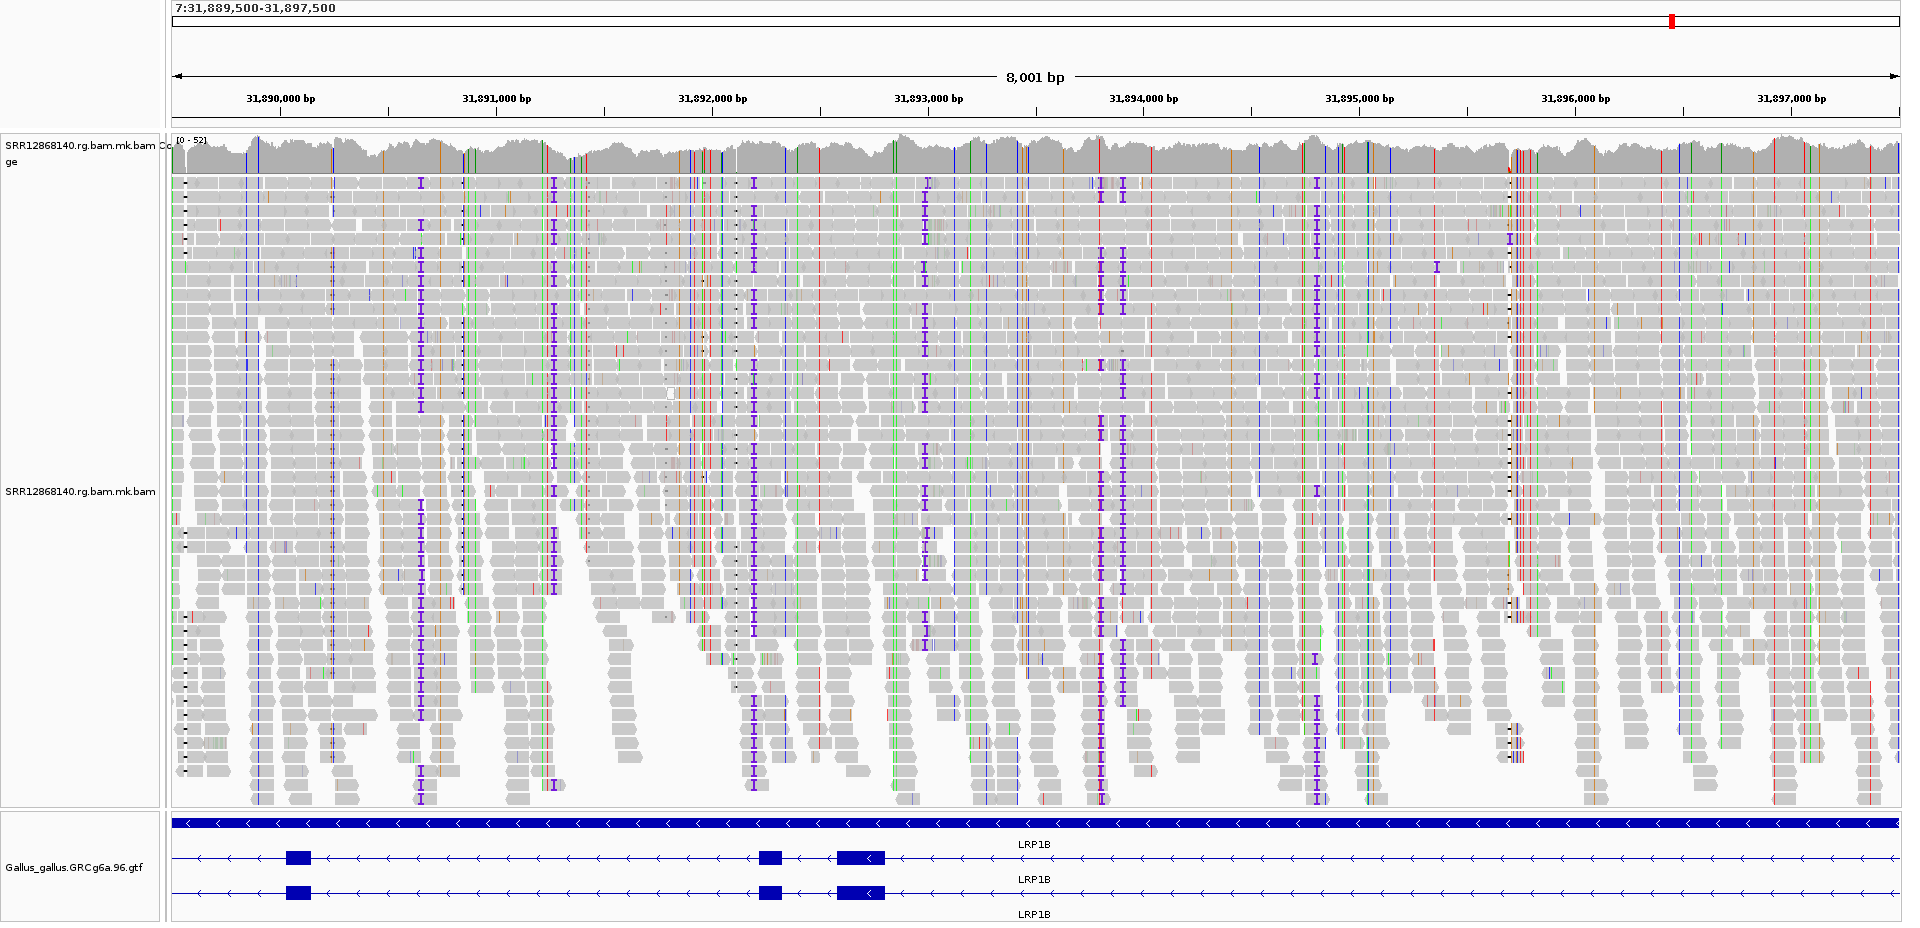 7:31,889,500-31,897,500
8,001 bp
31,890,000 bp 31,891,000 bp 31,892,000 bp 31,893,000 bp 31,894,000 bp 31,895,000 bp 31,896,000 bp 31,897,000 bp
[0 - 52]
SRR12868140.rg.bam.mk.bam Co
ge
SRR12868140.rg.bam.mk.bam
LRP1B
Gallus_gallus.GRCg6a.96.gtf
LRP1B
LRP1B